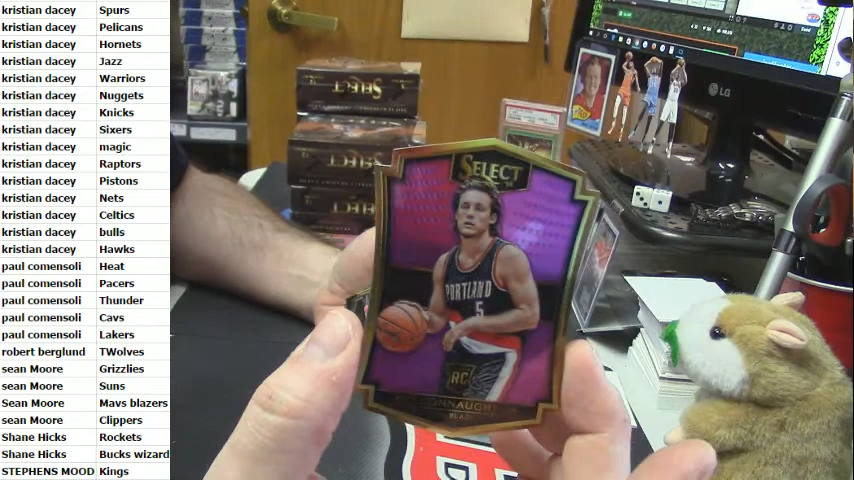 kristian dacey Spurs
kristian dacey Pelicans
kristian dacey Hornets
kristian dacey Jazz
kristian dacey Warriors
kristian dacey Nuggets
kristian dacey Knicks
kristian dacey Sixers
kristian dacey magic
kristian dacey Raptors
kristian dacey Pistons
kristian dacey Nets
kristian dacey Celtics
kristian dacey bulls
kristian dacey Hawks
paul comensoli Heat
paul comensoli Pacers
paul comensoli Thunder
paul comensoli Cavs
paul comensoli Lakers
robert berglund TWolves
sean Moore Grizzlies
sean Moore Suns
Sean Moore Mavs blazers
sean Moore Clippers
Shane Hicks Rockets
Shane Hicks Bucks wizard
STEPHENS MOOD Kings
SELECT
SELECT
SELECT
LG
SELECT
PORTLAND
5
RC